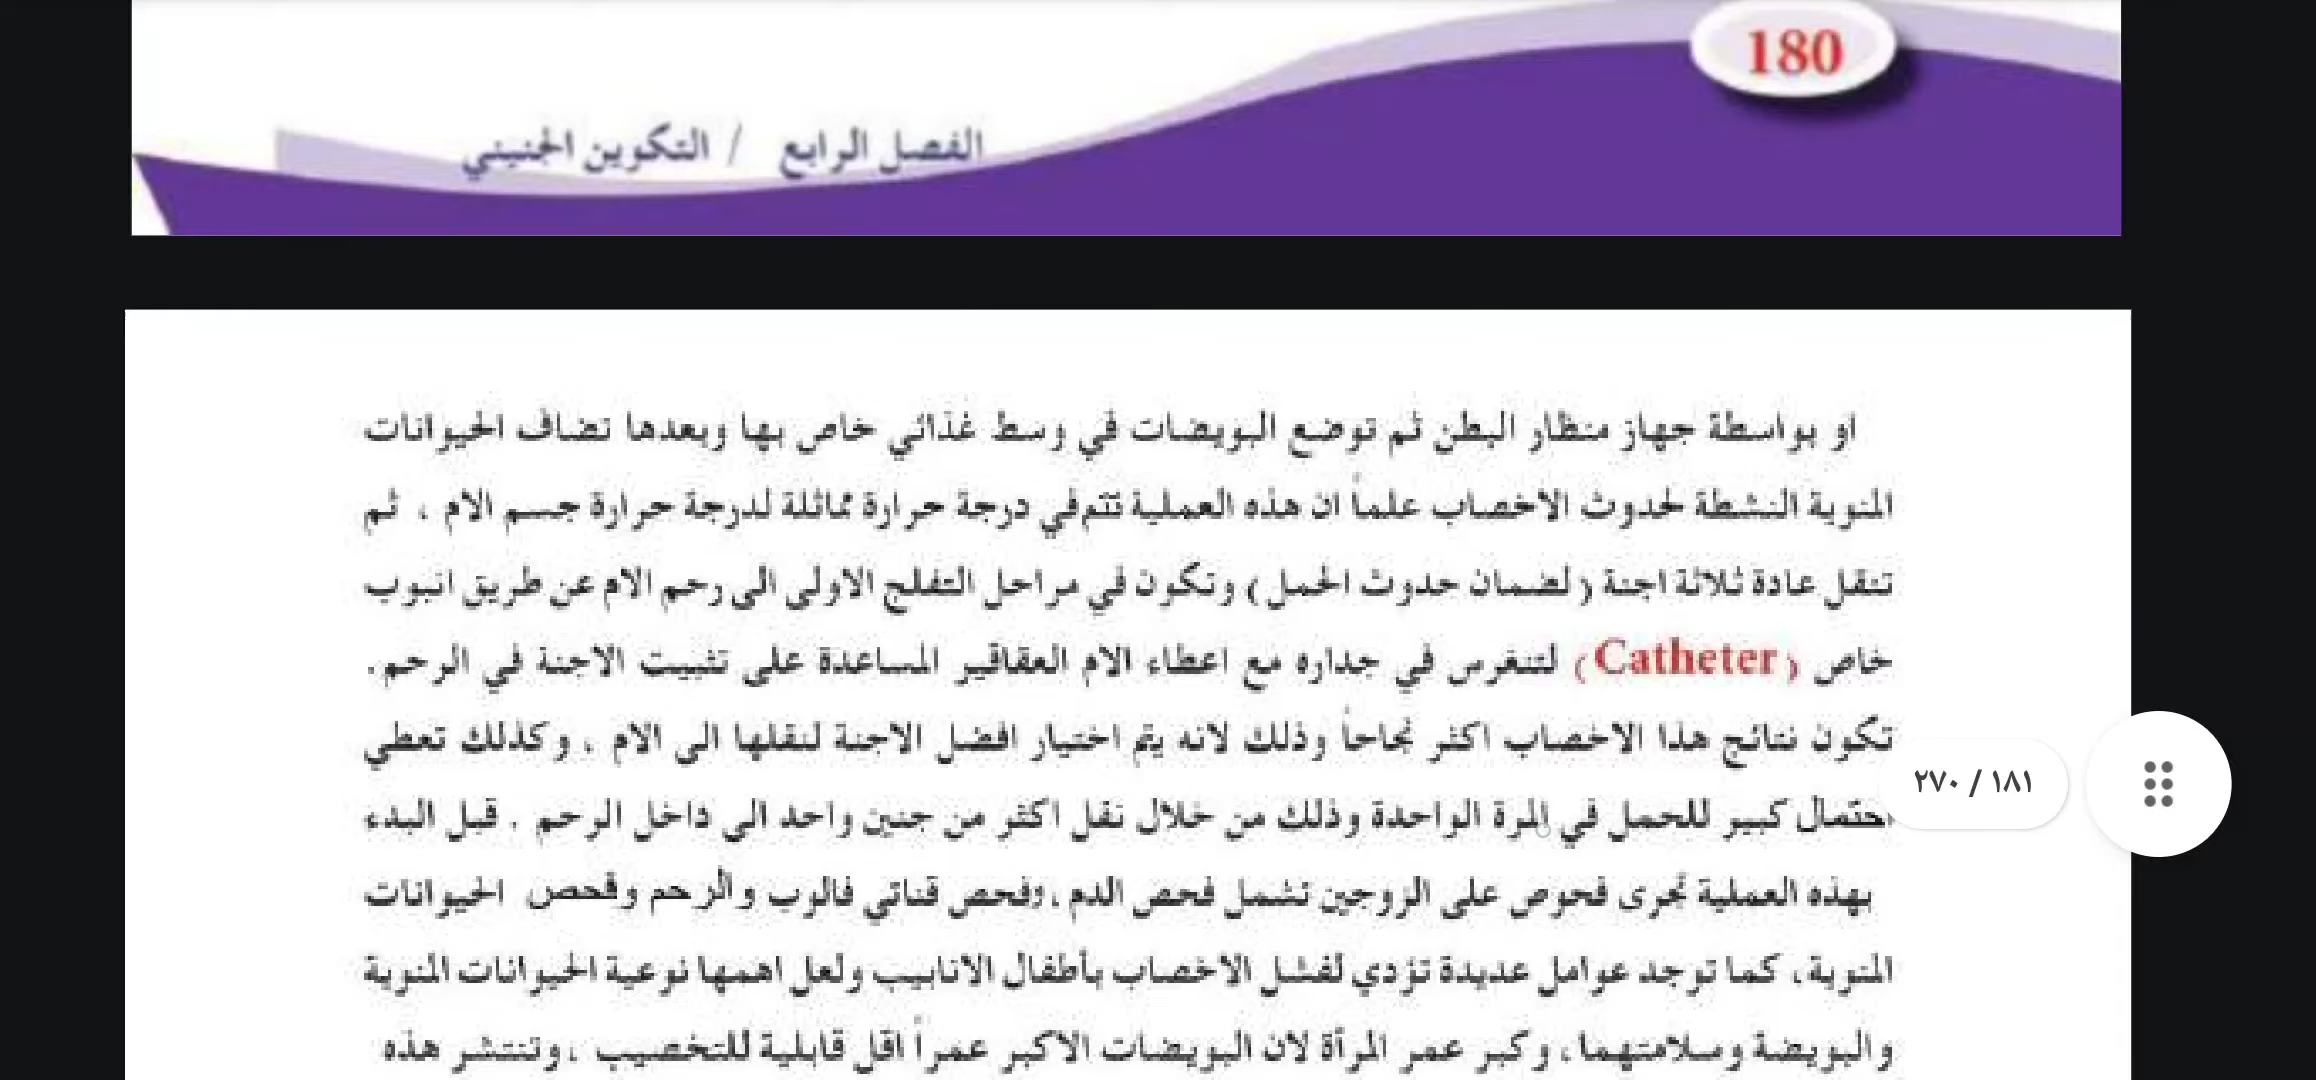 180
الفصل الرابع / التكوين الجنيني
او بواسطة جهاز منظار البطن ثم توضع البويضات في وسط غذائي خاص بها وبعدها تضاف الحيوانات
المنوية النشطة لحدوث الاخصاب علماً ان هذه العملية تتم في درجة حرارة مماثلة لدرجة حرارة جسم الام ، ثم
تنقل عادة ثلاثة اجنة ( لضمان حدوث الحمل ) وتكون في مراحل التفلج الاولى الى رحم الام عن طريق انبوب
خاص ( Catheter ) لتنغرس في جداره مع اعطاء الام العقاقير المساعدة على تثبيت الاجنة في الرحم .
تكون نتائج هذا الاخصاب اكثر نجاحاً وذلك لانه يتم اختيار افضل الاجنة لنقلها الى الام ، وكذلك تعطي
احتمال كبير للحمل في المرة الواحدة وذلك من خلال نقل اكثر من جنين واحد الى داخل الرحم . قبل البدء
١٨١ / ٢٧٠
بهذه العملية تجرى فحوص على الزوجين تشمل فحص الدم ، وفحص قناتي فالوب والرحم وفحص الحيوانات
المنوية ، كما توجد عوامل عديدة تؤدي لفشل الاخصاب بأطفال الانابيب ولعل اهمها نوعية الحيوانات المنوية
والبويضة وسلامتهما ، وكبر عمر المرأة لان البويضات الاكبر عمراً اقل قابلية للتخصيب ، وتنتشر هذه